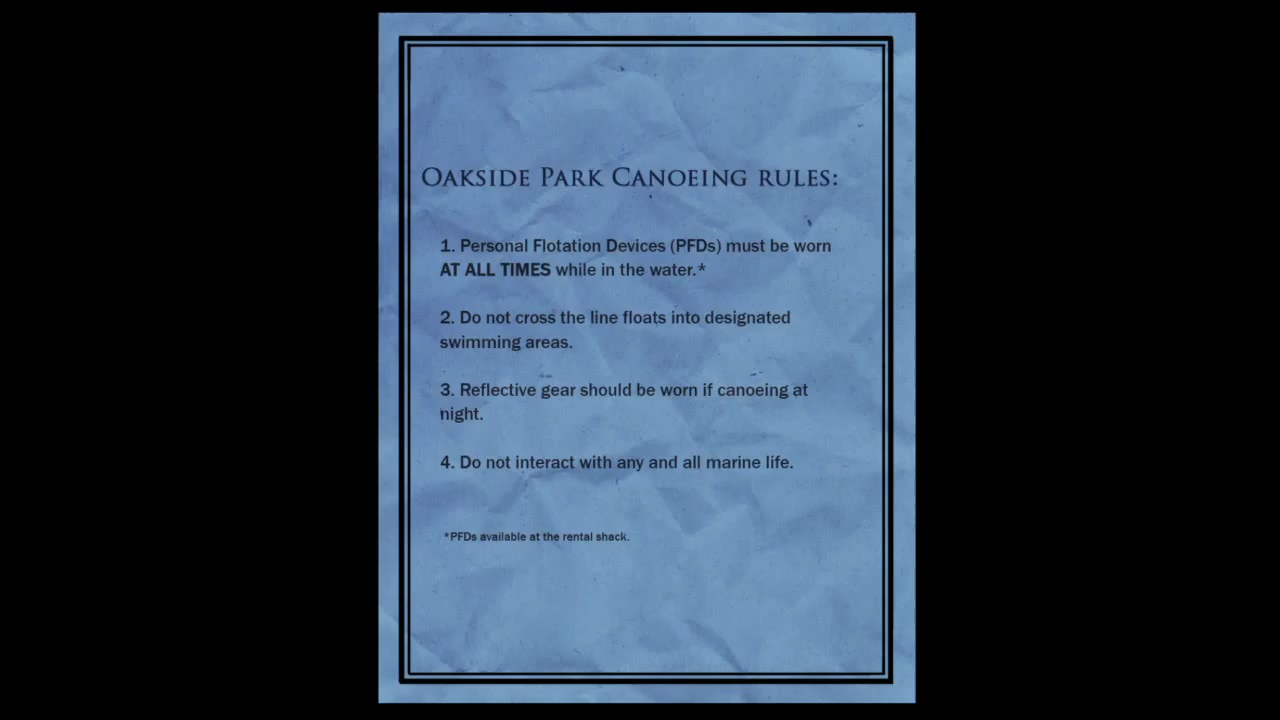 OAKSIDE PARK CANOEING RULES:
1. Personal Flotation Devices (PFDs) must be worn
AT ALL TIMES while in the water.*
2. Do not cross the line floats into designated
swimming areas.
3. Reflective gear should be worn if canoeing at
night.
4. Do not interact with any and all marine life.
*PFDs available at the rental shack.